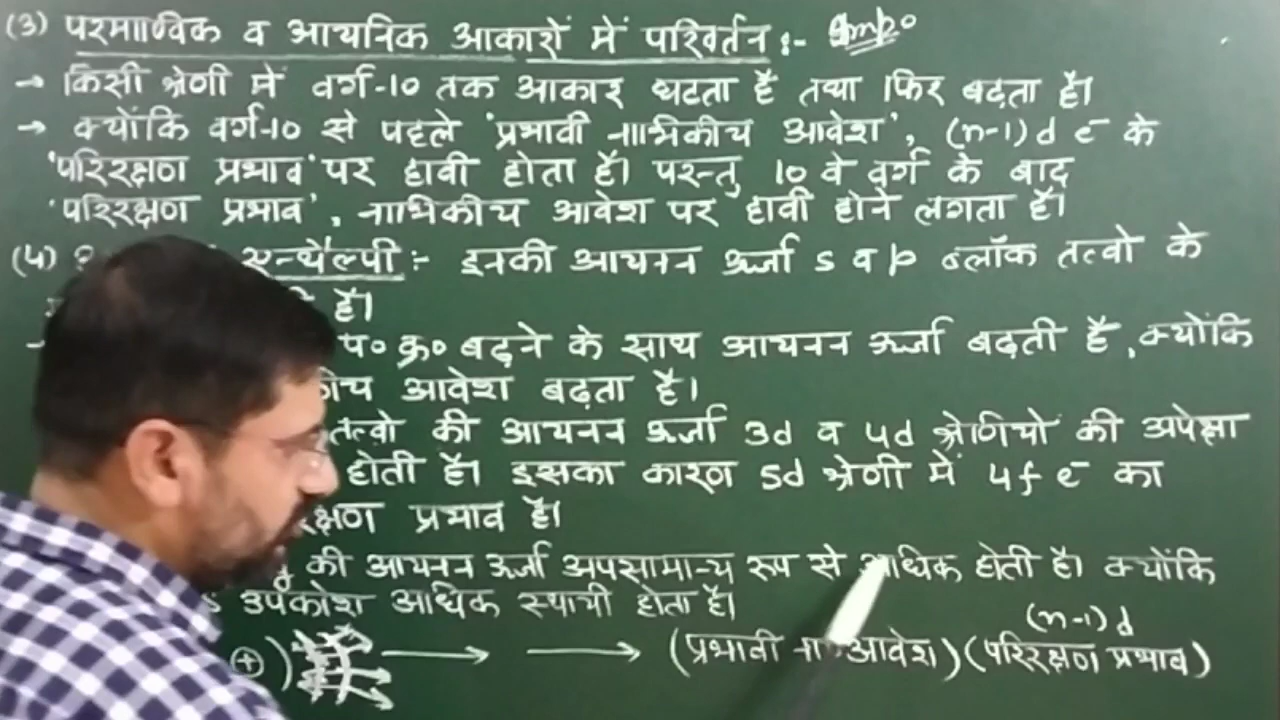 (3) परमाण्विक व आयनिक आकारों में परिवर्तन :- Imp०
→ किसी श्रेणी में वर्ग-10 तक आकार घटता है तथा फिर बढ़ता है।
→ क्योंकि वर्ग-10 से पहले 'प्रभावी नाभिकीय आवेश', (n-1) d e⁻ के
'परिरक्षण प्रभाव' पर हावी होता है। परन्तु 10 वे वर्ग के बाद
'परिरक्षण प्रभाव', नाभिकीय आवेश पर हावी होने लगता है।
(4) एन्थैल्पी :- इनकी आयनन ऊर्जा s व p ब्लॉक तत्वो के
है।
प० क्र० बढ़ने के साथ आयनन ऊर्जा बढ़ती है, क्योंकि
आवेश बढ़ता है।
तत्वो की आयनन ऊर्जा 3d व 4d श्रेणियो की अपेक्षा
होती है। इसका कारण 5d श्रेणी में 4f e⁻ का
प्रभाव है।
की आयनन ऊर्जा अपसामान्य रूप से अधिक होती है। क्योंकि
उपकोश अधिक स्थायी होता है।
(n-1) d
(+) ) → → (प्रभावी ना० आवेश) (परिरक्षण प्रभाव)